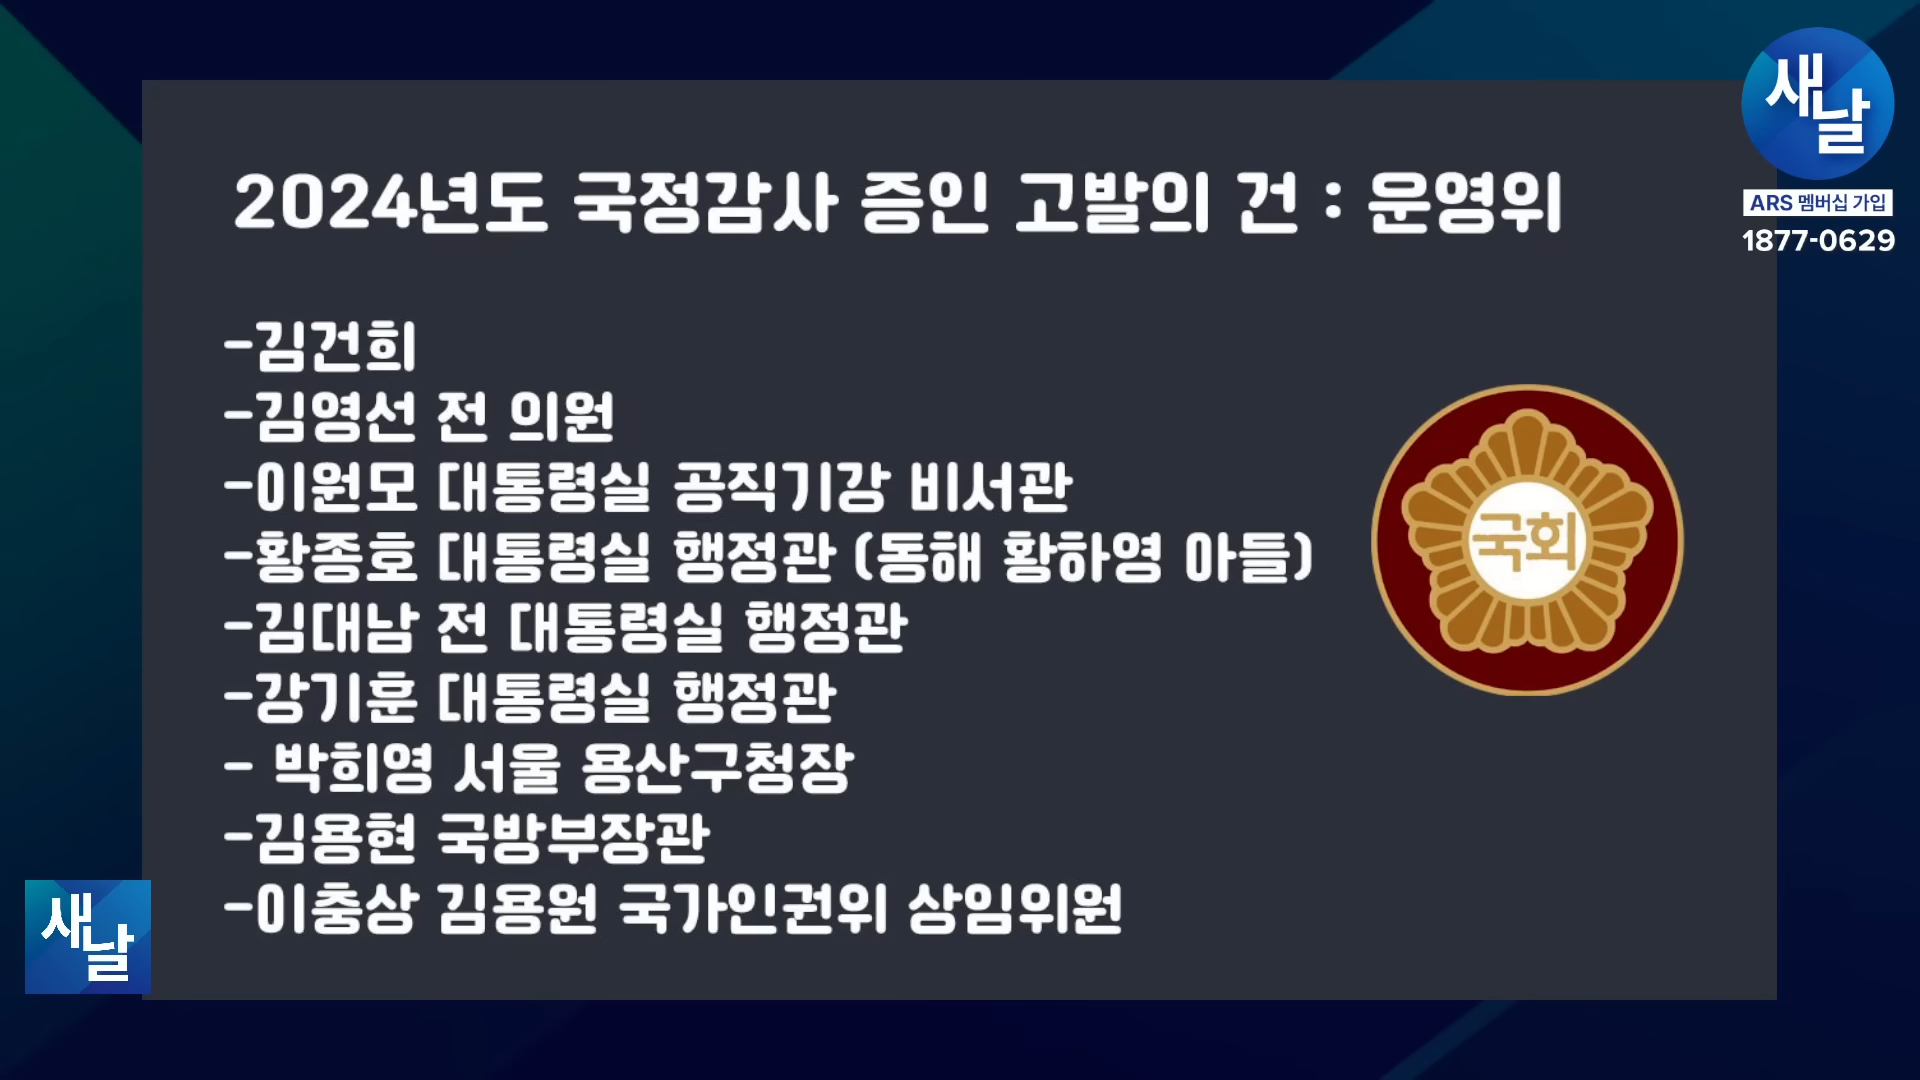 새날
ARS 멤버십 가입
1877-0629
2024년도 국정감사 증인 고발의 건 : 운영위
-김건희
-김영선 전 의원
-이원모 대통령실 공직기강 비서관
-황종호 대통령실 행정관 (동해 황하영 아들)
-김대남 전 대통령실 행정관
-강기훈 대통령실 행정관
- 박희영 서울 용산구청장
-김용현 국방부장관
-이충상 김용원 국가인권위 상임위원
국회
새날